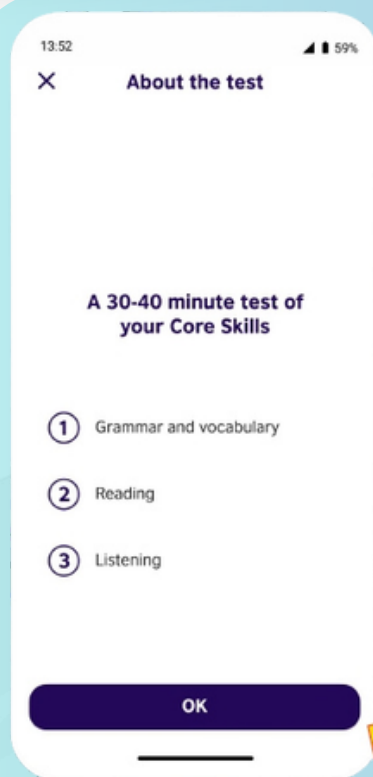 13:52 59%
About the test
A 30-40 minute test of
your Core Skills
1 Grammar and vocabulary
2 Reading
3 Listening
OK